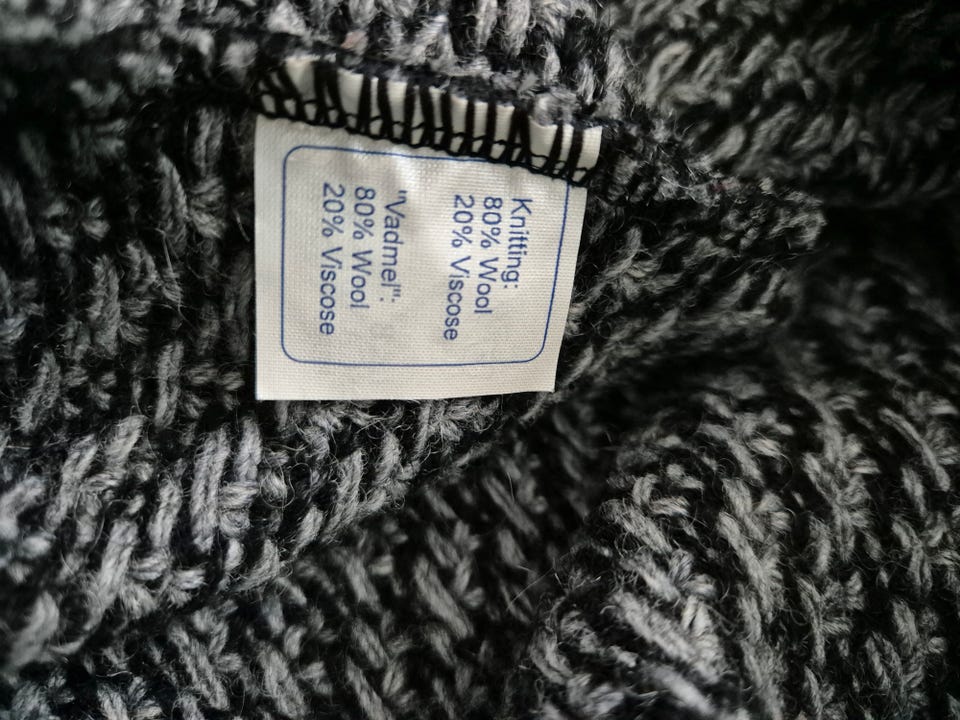 Knitting:
80% Wool
20% Viscose
"Vadmel":
80% Wool
20% Viscose